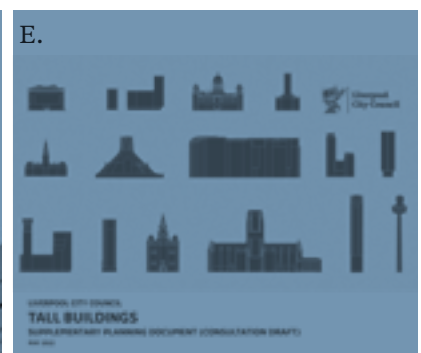 E.
Liverpool
City Council
LIVERPOOL CITY COUNCIL
TALL BUILDINGS
SUPPLEMENTARY PLANNING DOCUMENT (CONSULTATION DRAFT)